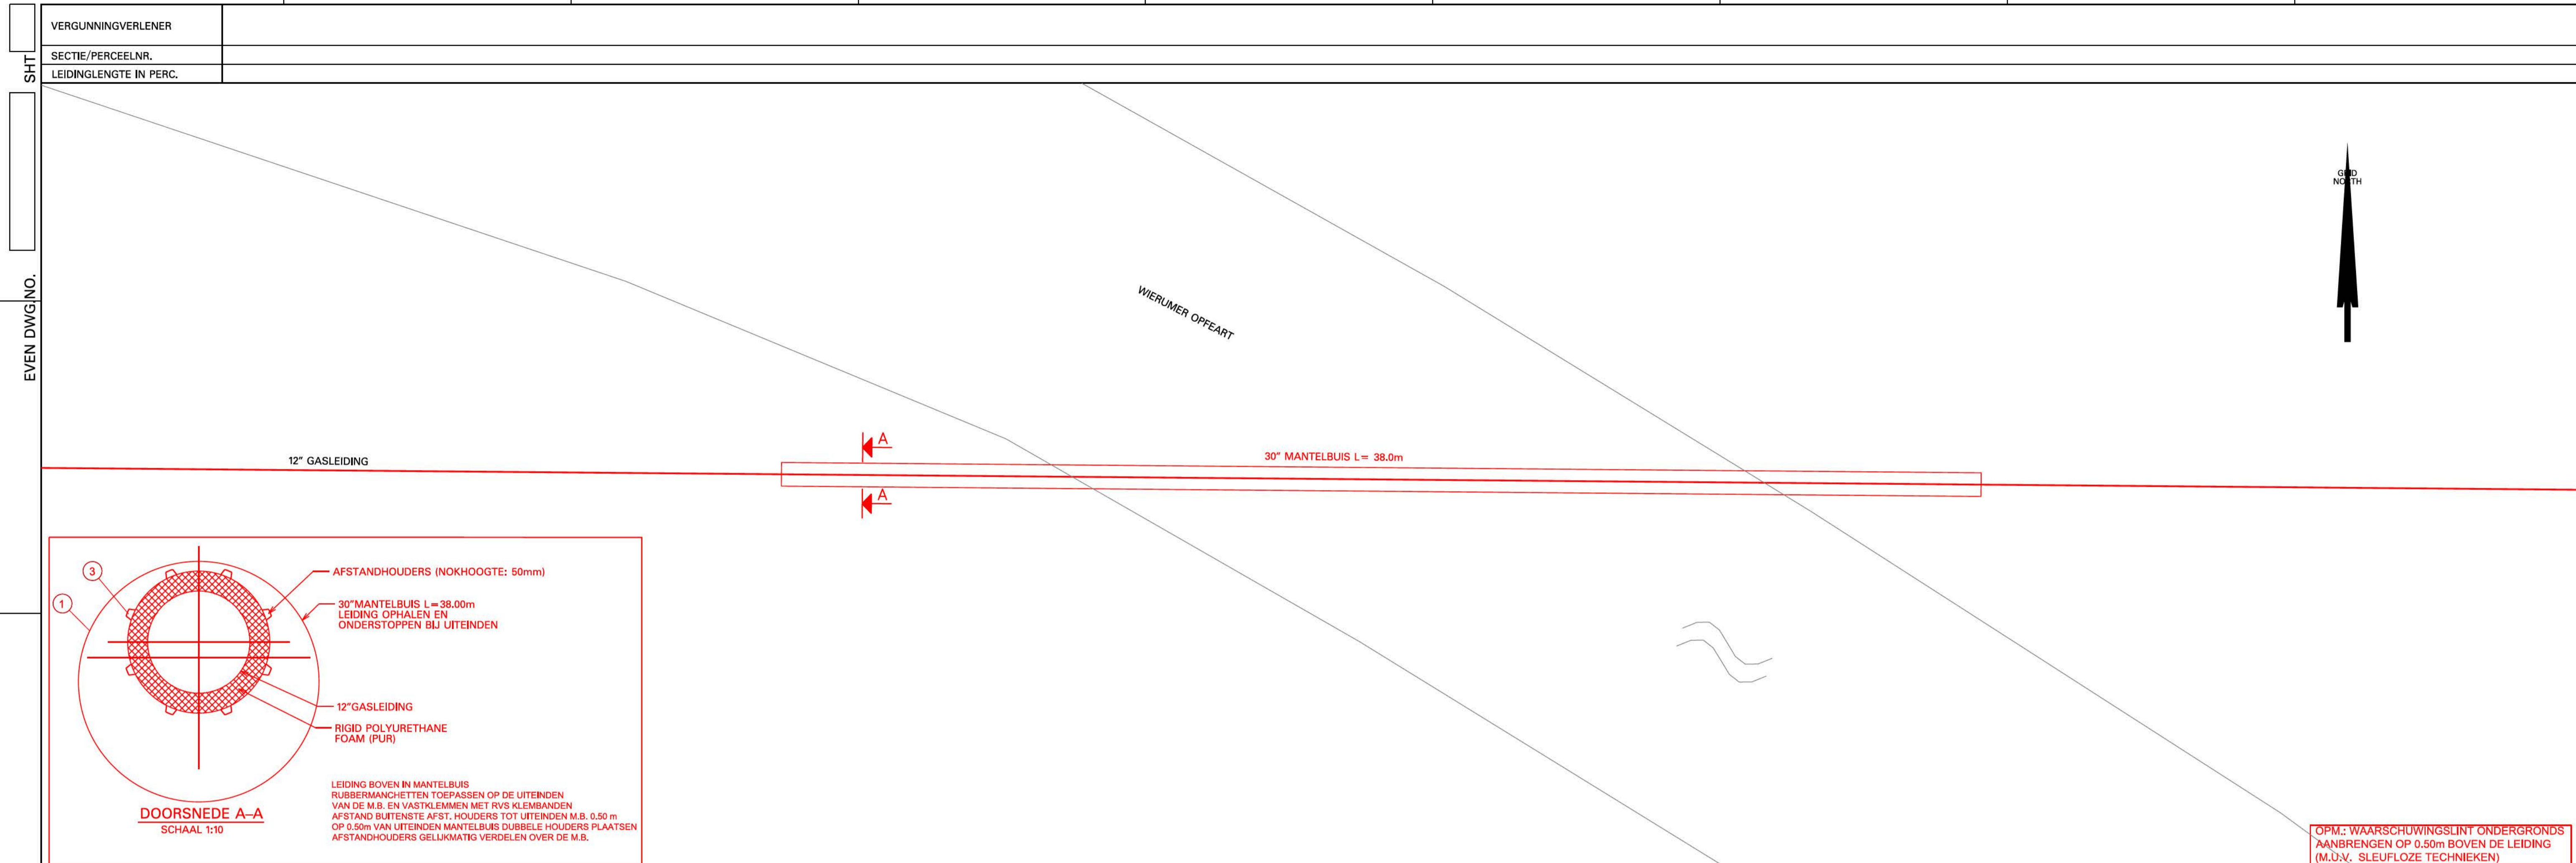 VERGUNNINGVERLENER
SECTIE/PERCEELNR.
LEIDINGLENGTE IN PERC.
SHT
EVEN DWG.NO.
GRID
NORTH
WIERUMER OPFEART
12" GASLEIDING
A
30" MANTELBUIS L= 38.0m
A
3
1
AFSTANDHOUDERS (NOKHOOGTE: 50mm)
30"MANTELBUIS L=38.00m
LEIDING OPHALEN EN
ONDERSTOPPEN BIJ UITEINDEN
12"GASLEIDING
RIGID POLYURETHANE
FOAM (PUR)
LEIDING BOVEN IN MANTELBUIS
RUBBERMANCHETTEN TOEPASSEN OP DE UITEINDEN
VAN DE M.B. EN VASTKLEMMEN MET RVS KLEMBANDEN
AFSTAND BUITENSTE AFST. HOUDERS TOT UITEINDEN M.B. 0.50 m
OP 0.50m VAN UITEINDEN MANTELBUIS DUBBELE HOUDERS PLAATSEN
AFSTANDHOUDERS GELIJKMATIG VERDELEN OVER DE M.B.
DOORSNEDE A–A
SCHAAL 1:10
OPM.: WAARSCHUWINGSLINT ONDERGRONDS
AANBRENGEN OP 0.50m BOVEN DE LEIDING
(M.U.V. SLEUFLOZE TECHNIEKEN)